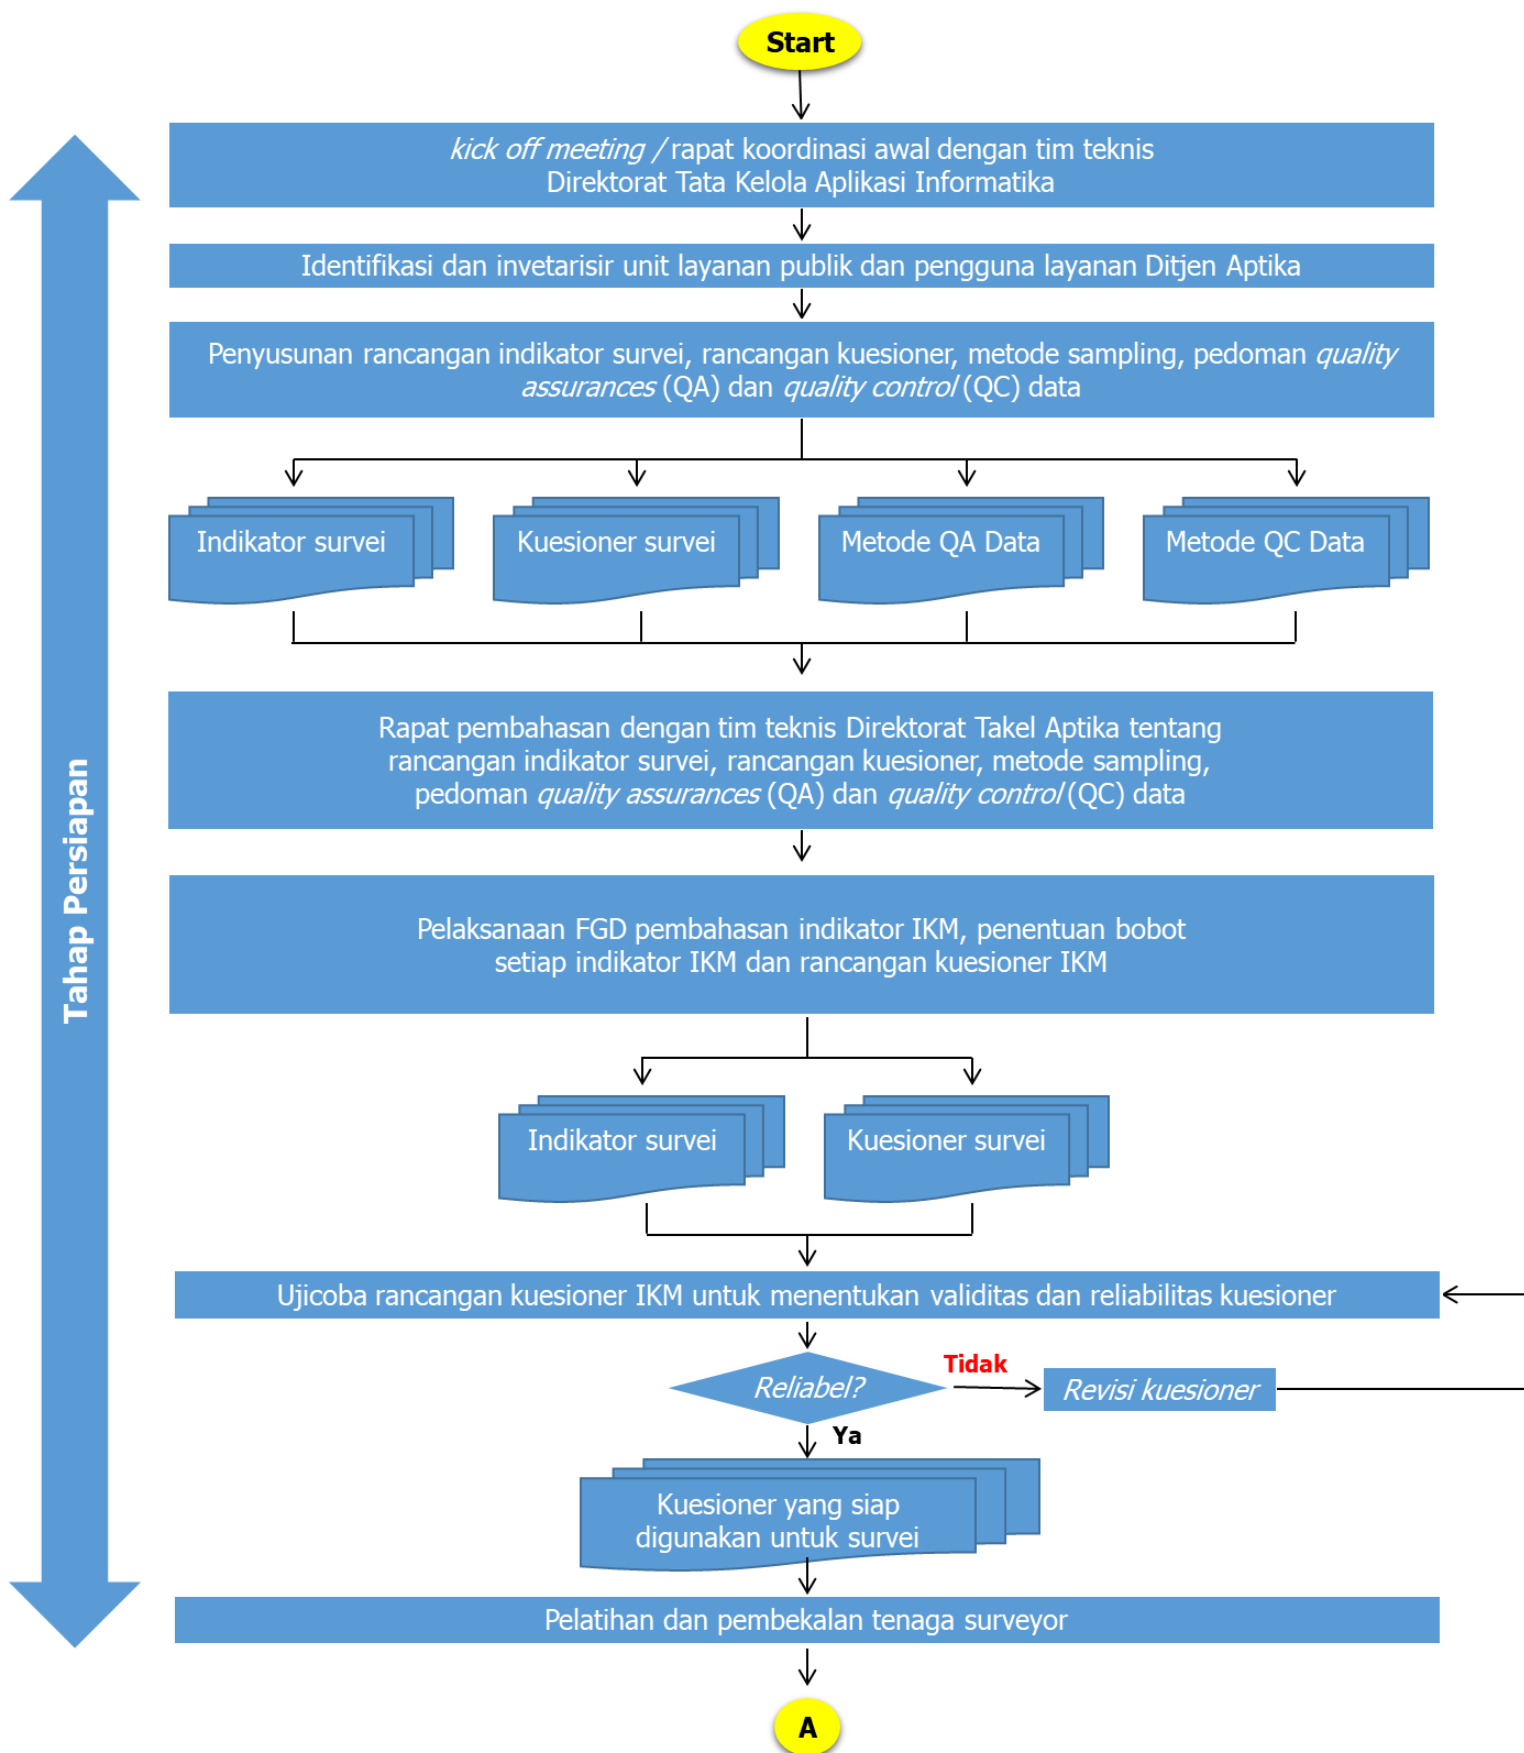 Start
kick off meeting / rapat koordinasi awal dengan tim teknis
Direktorat Tata Kelola Aplikasi Informatika
Identifikasi dan invetarisir unit layanan publik dan pengguna layanan Ditjen Aptika
Penyusunan rancangan indikator survei, rancangan kuesioner, metode sampling, pedoman quality
assurances (QA) dan quality control (QC) data
Indikator survei
Kuesioner survei
Metode QA Data
Metode QC Data
Rapat pembahasan dengan tim teknis Direktorat Takel Aptika tentang
rancangan indikator survei, rancangan kuesioner, metode sampling,
pedoman quality assurances (QA) dan quality control (QC) data
Tahap Persiapan
Pelaksanaan FGD pembahasan indikator IKM, penentuan bobot
setiap indikator IKM dan rancangan kuesioner IKM
Indikator survei
Kuesioner survei
Ujicoba rancangan kuesioner IKM untuk menentukan validitas dan reliabilitas kuesioner
Reliabel?
Tidak
Revisi kuesioner
Ya
Kuesioner yang siap
digunakan untuk survei
Pelatihan dan pembekalan tenaga surveyor
A